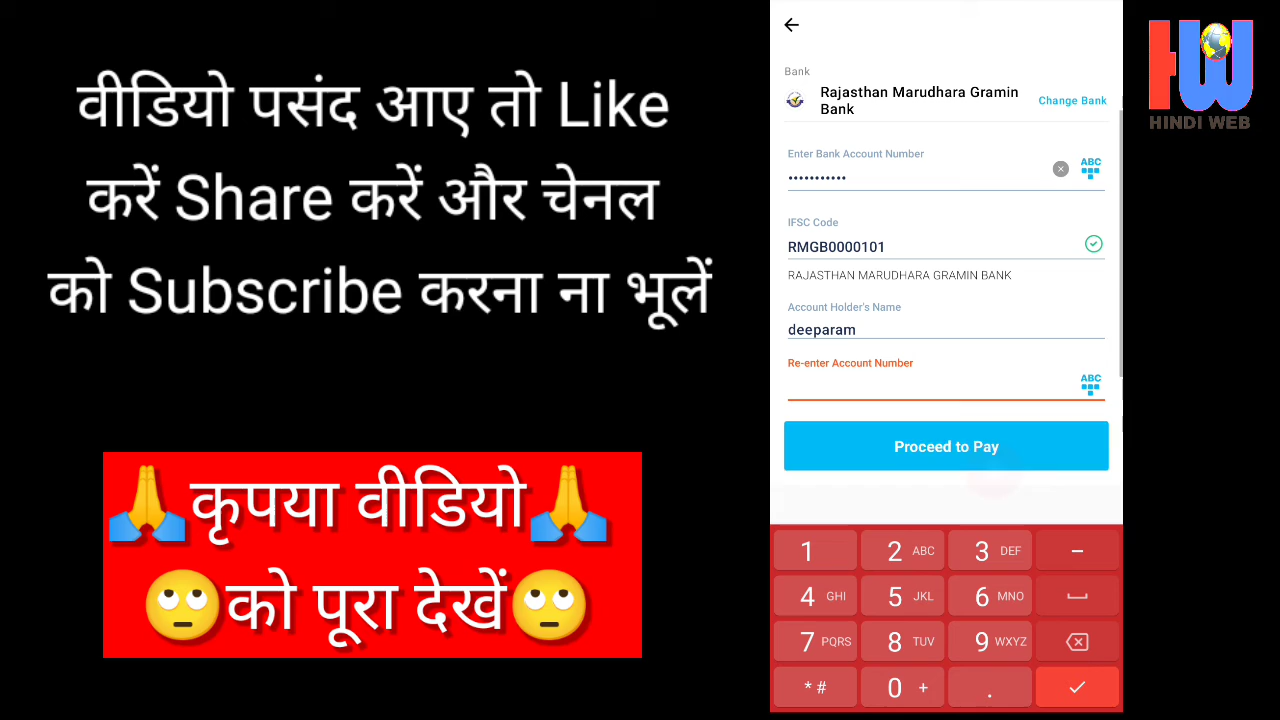 वीडियो पसंद आए तो Like
करें Share करें और चेनल
को Subscribe करना ना भूलें
🙏कृपया वीडियो🙏
🙄को पूरा देखें🙄
Bank
Rajasthan Marudhara Gramin
Bank
Change Bank
Enter Bank Account Number
•••••••••••
ABC
IFSC Code
RMGB0000101
RAJASTHAN MARUDHARA GRAMIN BANK
Account Holder's Name
deeparam
Re-enter Account Number
ABC
Proceed to Pay
1 2 ABC 3 DEF –
4 GHI 5 JKL 6 MNO
7 PQRS 8 TUV 9 WXYZ
* # 0 + .
HW
HINDI WEB